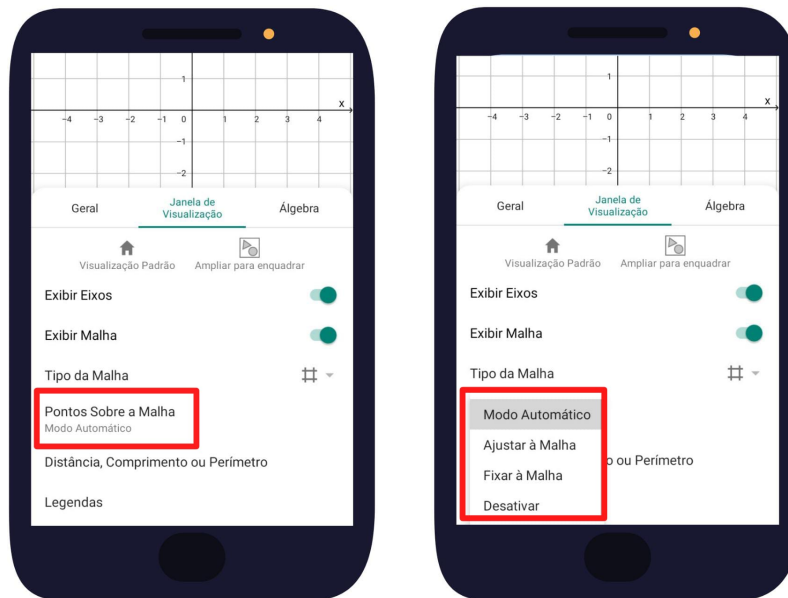 1
x
−4 −3 −2 −1 0 1 2 3 4
−1
−2
Geral
Janela de
Visualização
Álgebra
Visualização Padrão
Ampliar para enquadrar
Exibir Eixos
Exibir Malha
Tipo da Malha
Pontos Sobre a Malha
Modo Automático
Distância, Comprimento ou Perímetro
Legendas
1
x
−4 −3 −2 −1 0 1 2 3 4
−1
−2
Geral
Janela de
Visualização
Álgebra
Visualização Padrão
Ampliar para enquadrar
Exibir Eixos
Exibir Malha
Tipo da Malha
Modo Automático
Ajustar à Malha
ou Perímetro
Fixar à Malha
Desativar